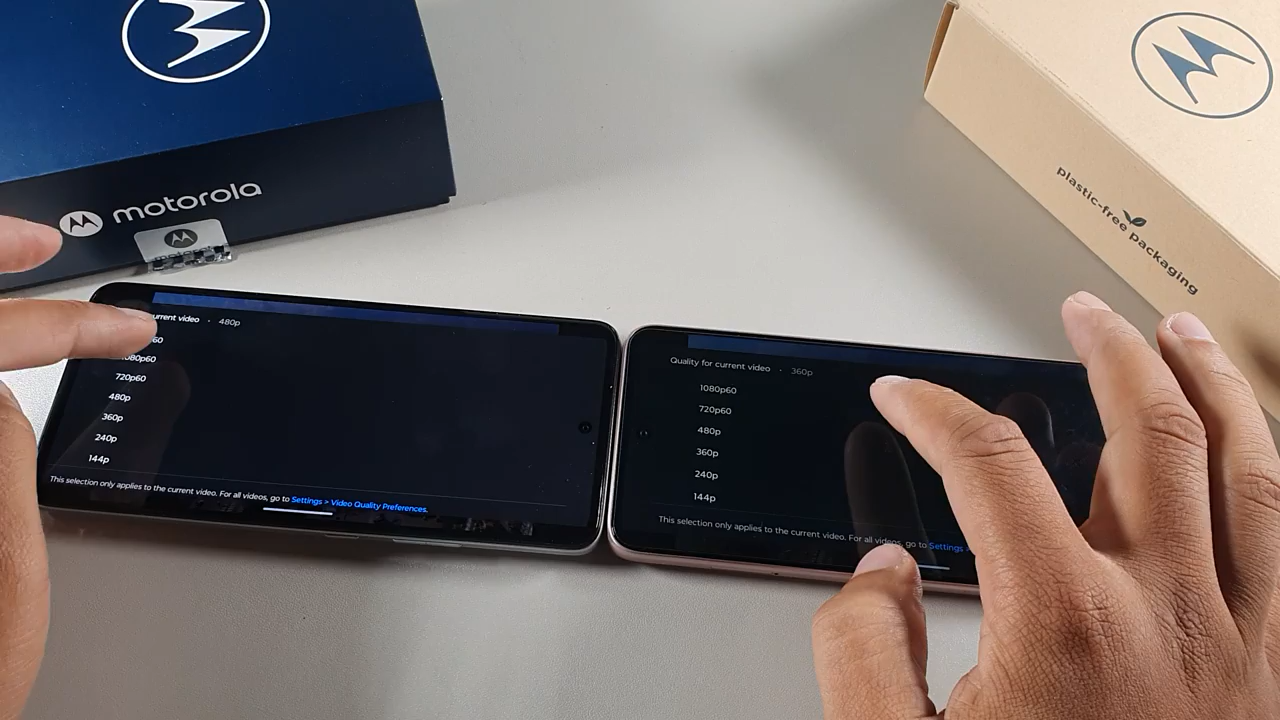 motorola
plastic-free packaging
current video · 480p
60
1080p60
720p60
480p
360p
240p
144p
This selection only applies to the current video. For all videos, go to Settings > Video Quality Preferences.
Quality for current video · 360p
1080p60
720p60
480p
360p
240p
144p
This selection only applies to the current video. For all videos, go to Settings >